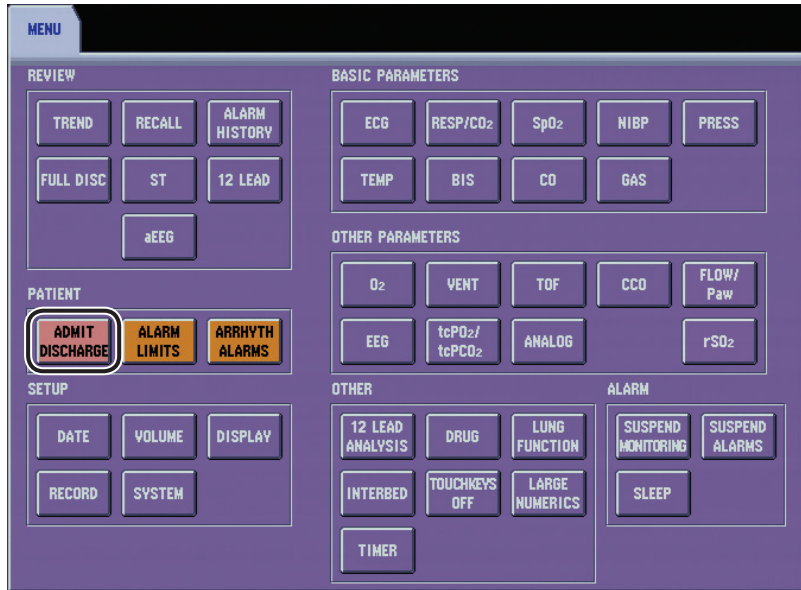 MENU
REVIEW
TREND
RECALL
ALARM
HISTORY
FULL DISC
ST
12 LEAD
aEEG
PATIENT
ADMIT
DISCHARGE
ALARM
LIMITS
ARRHYTH
ALARMS
SETUP
DATE
VOLUME
DISPLAY
RECORD
SYSTEM
BASIC PARAMETERS
ECG
RESP/CO2
SpO2
NIBP
PRESS
TEMP
BIS
CO
GAS
OTHER PARAMETERS
O2
VENT
TOF
CCO
FLOW/
Paw
EEG
tcPO2/
tcPCO2
ANALOG
rSO2
OTHER
12 LEAD
ANALYSIS
DRUG
LUNG
FUNCTION
INTERBED
TOUCHKEYS
OFF
LARGE
NUMERICS
TIMER
ALARM
SUSPEND
MONITORING
SUSPEND
ALARMS
SLEEP